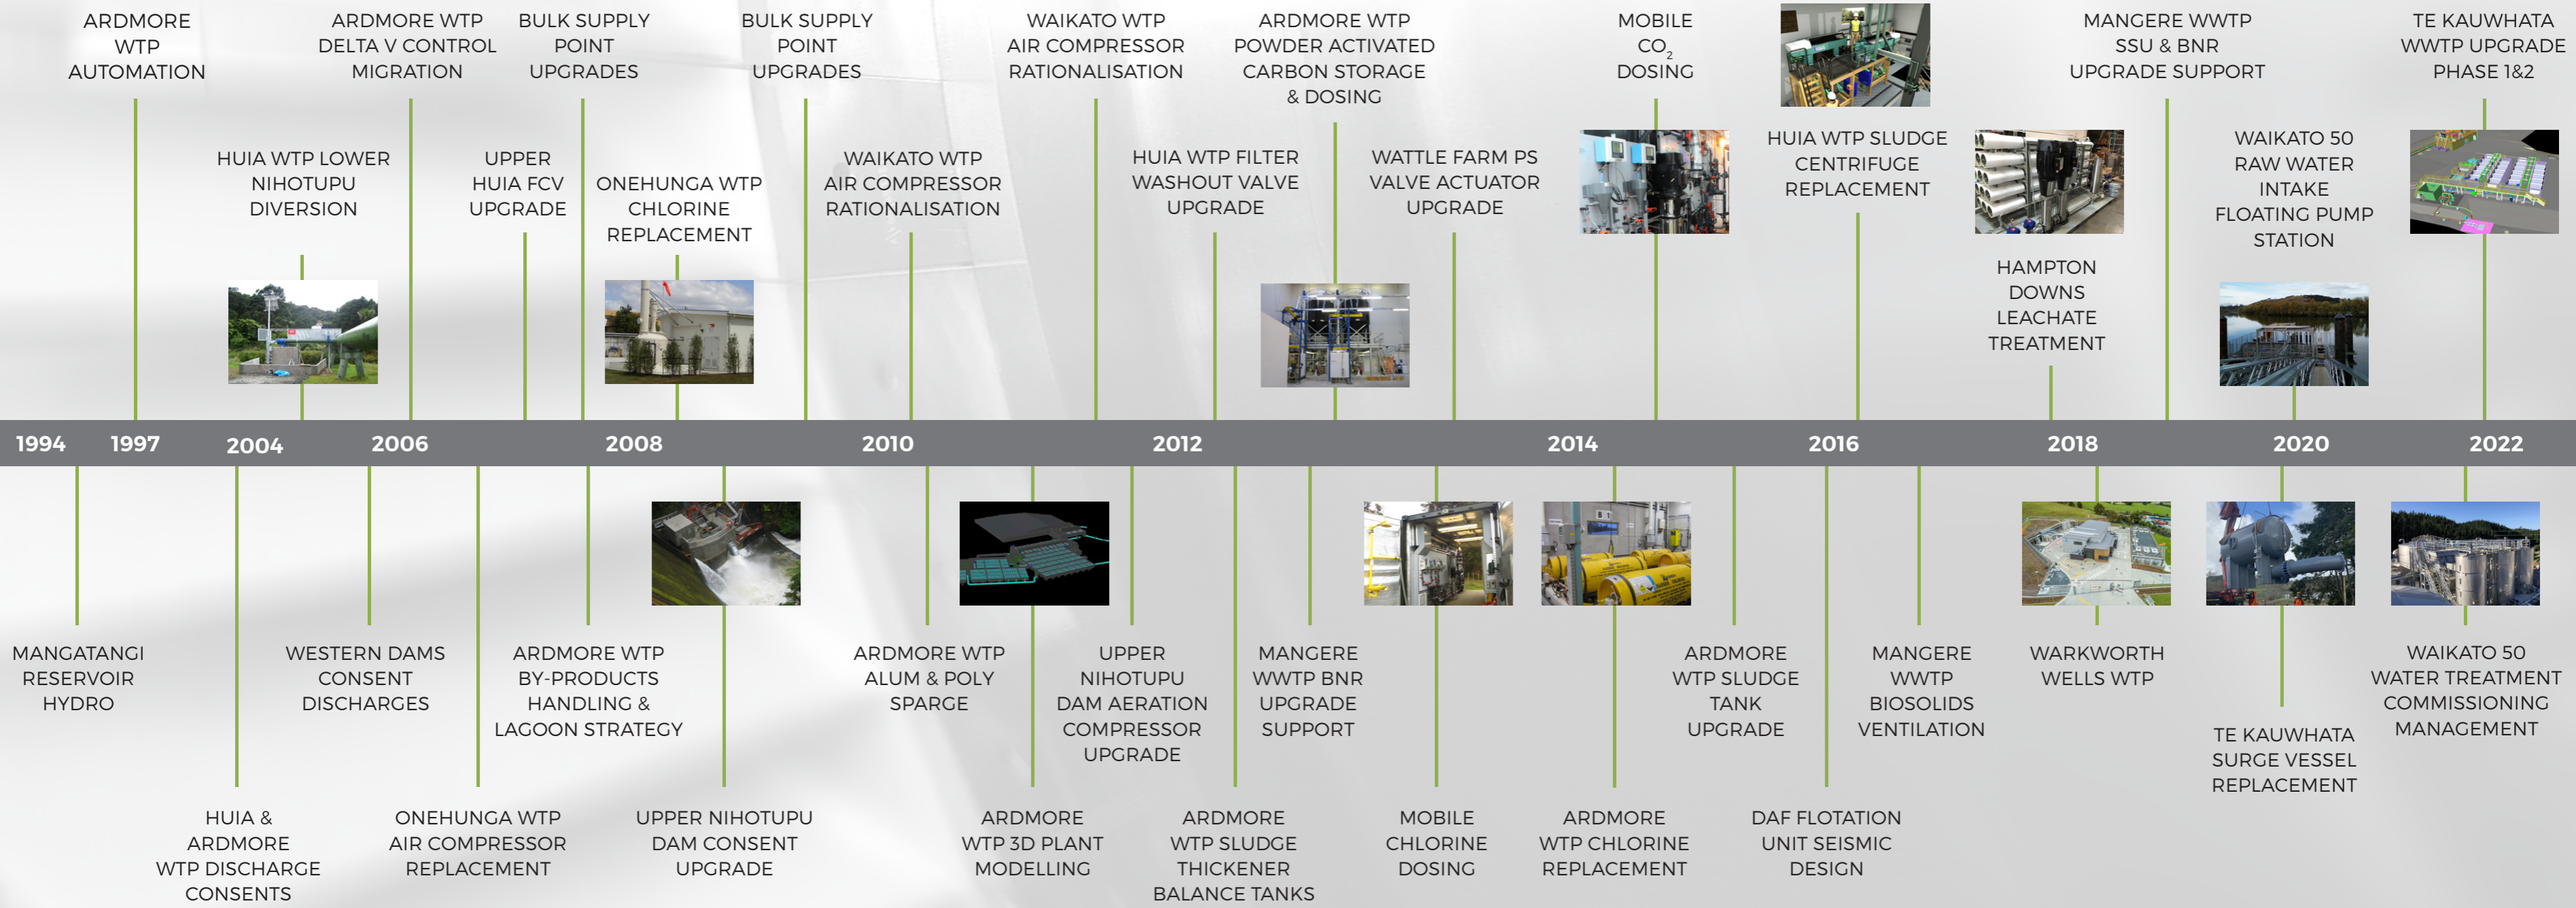 ARDMORE
WTP
AUTOMATION
HUIA WTP LOWER
NIHOTUPU
DIVERSION
ARDMORE WTP
DELTA V CONTROL
MIGRATION
UPPER
HUIA FCV
UPGRADE
BULK SUPPLY
POINT
UPGRADES
ONEHUNGA WTP
CHLORINE
REPLACEMENT
BULK SUPPLY
POINT
UPGRADES
WAIKATO WTP
AIR COMPRESSOR
RATIONALISATION
WAIKATO WTP
AIR COMPRESSOR
RATIONALISATION
HUIA WTP FILTER
WASHOUT VALVE
UPGRADE
ARDMORE WTP
POWDER ACTIVATED
CARBON STORAGE
& DOSING
WATTLE FARM PS
VALVE ACTUATOR
UPGRADE
MOBILE
CO₂
DOSING
HUIA WTP SLUDGE
CENTRIFUGE
REPLACEMENT
HAMPTON
DOWNS
LEACHATE
TREATMENT
MANGERE WWTP
SSU & BNR
UPGRADE SUPPORT
WAIKATO 50
RAW WATER
INTAKE
FLOATING PUMP
STATION
TE KAUWHATA
WWTP UPGRADE
PHASE 1&2
1994 1997 2004 2006 2008 2010 2012 2014 2016 2018 2020 2022
MANGATANGI
RESERVOIR
HYDRO
HUIA &
ARDMORE
WTP DISCHARGE
CONSENTS
WESTERN DAMS
CONSENT
DISCHARGES
ONEHUNGA WTP
AIR COMPRESSOR
REPLACEMENT
ARDMORE WTP
BY-PRODUCTS
HANDLING &
LAGOON STRATEGY
UPPER NIHOTUPU
DAM CONSENT
UPGRADE
ARDMORE WTP
ALUM & POLY
SPARGE
ARDMORE
WTP 3D PLANT
MODELLING
UPPER
NIHOTUPU
DAM AERATION
COMPRESSOR
UPGRADE
ARDMORE
WTP SLUDGE
THICKENER
BALANCE TANKS
MANGERE
WWTP BNR
UPGRADE
SUPPORT
MOBILE
CHLORINE
DOSING
ARDMORE
WTP CHLORINE
REPLACEMENT
ARDMORE
WTP SLUDGE
TANK
UPGRADE
DAF FLOTATION
UNIT SEISMIC
DESIGN
MANGERE
WWTP
BIOSOLIDS
VENTILATION
WARKWORTH
WELLS WTP
TE KAUWHATA
SURGE VESSEL
REPLACEMENT
WAIKATO 50
WATER TREATMENT
COMMISSIONING
MANAGEMENT